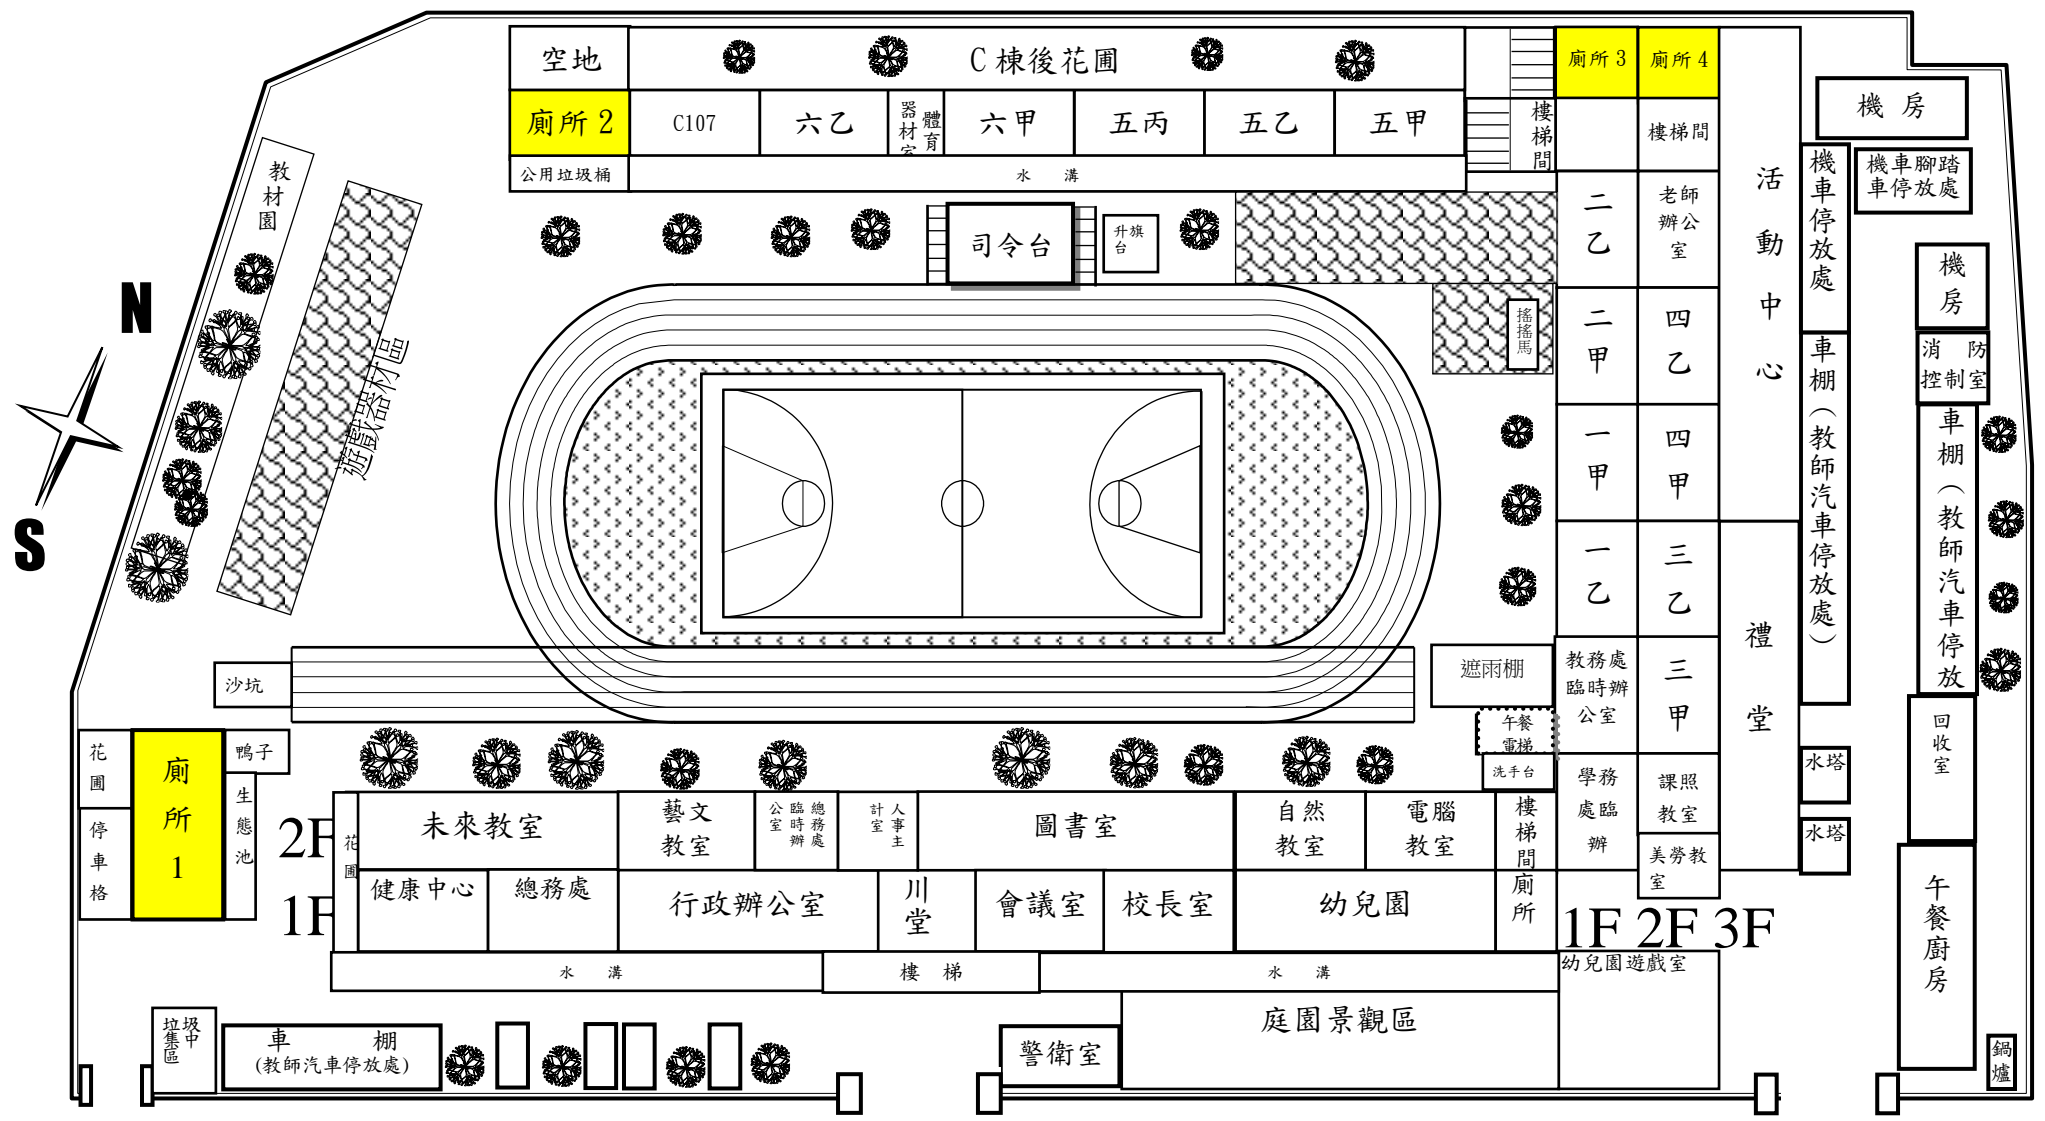 空地
C 棟後花圃
廁所 3
廁所 4
機 房
廁所 2
C107
六乙
體育
器材室
六甲
五丙
五乙
五甲
樓梯間
樓梯間
活動中心
機車停放處
機車腳踏
車停放處
公用垃圾桶
水 溝
教材園
二乙
老師
辦公
室
司令台
升旗
台
機房
N
搖搖馬
二甲
四乙
消 防
控制室
遊戲器材區
車棚（教師汽車停放處）
車棚（教師汽車停放
一甲
四甲
S
一乙
三乙
禮堂
沙坑
遮雨棚
教務處
臨時辦
公室
三甲
午餐
電梯
回收室
花圃
廁所1
鴨子
洗手台
學務
處臨
辦
課照
教室
水塔
生態池
停車格
2F
花圃
未來教室
藝文
教室
總務處
臨時辦
公室
人事主
計室
圖書室
自然
教室
電腦
教室
樓梯間
水塔
美勞教
室
1F
健康中心
總務處
行政辦公室
川堂
會議室
校長室
幼兒園
廁所
1F 2F 3F
午餐廚房
水 溝
樓 梯
水 溝
幼兒園遊戲室
垃圾
集中
區
車 棚
(教師汽車停放處)
警衛室
庭園景觀區
鍋爐